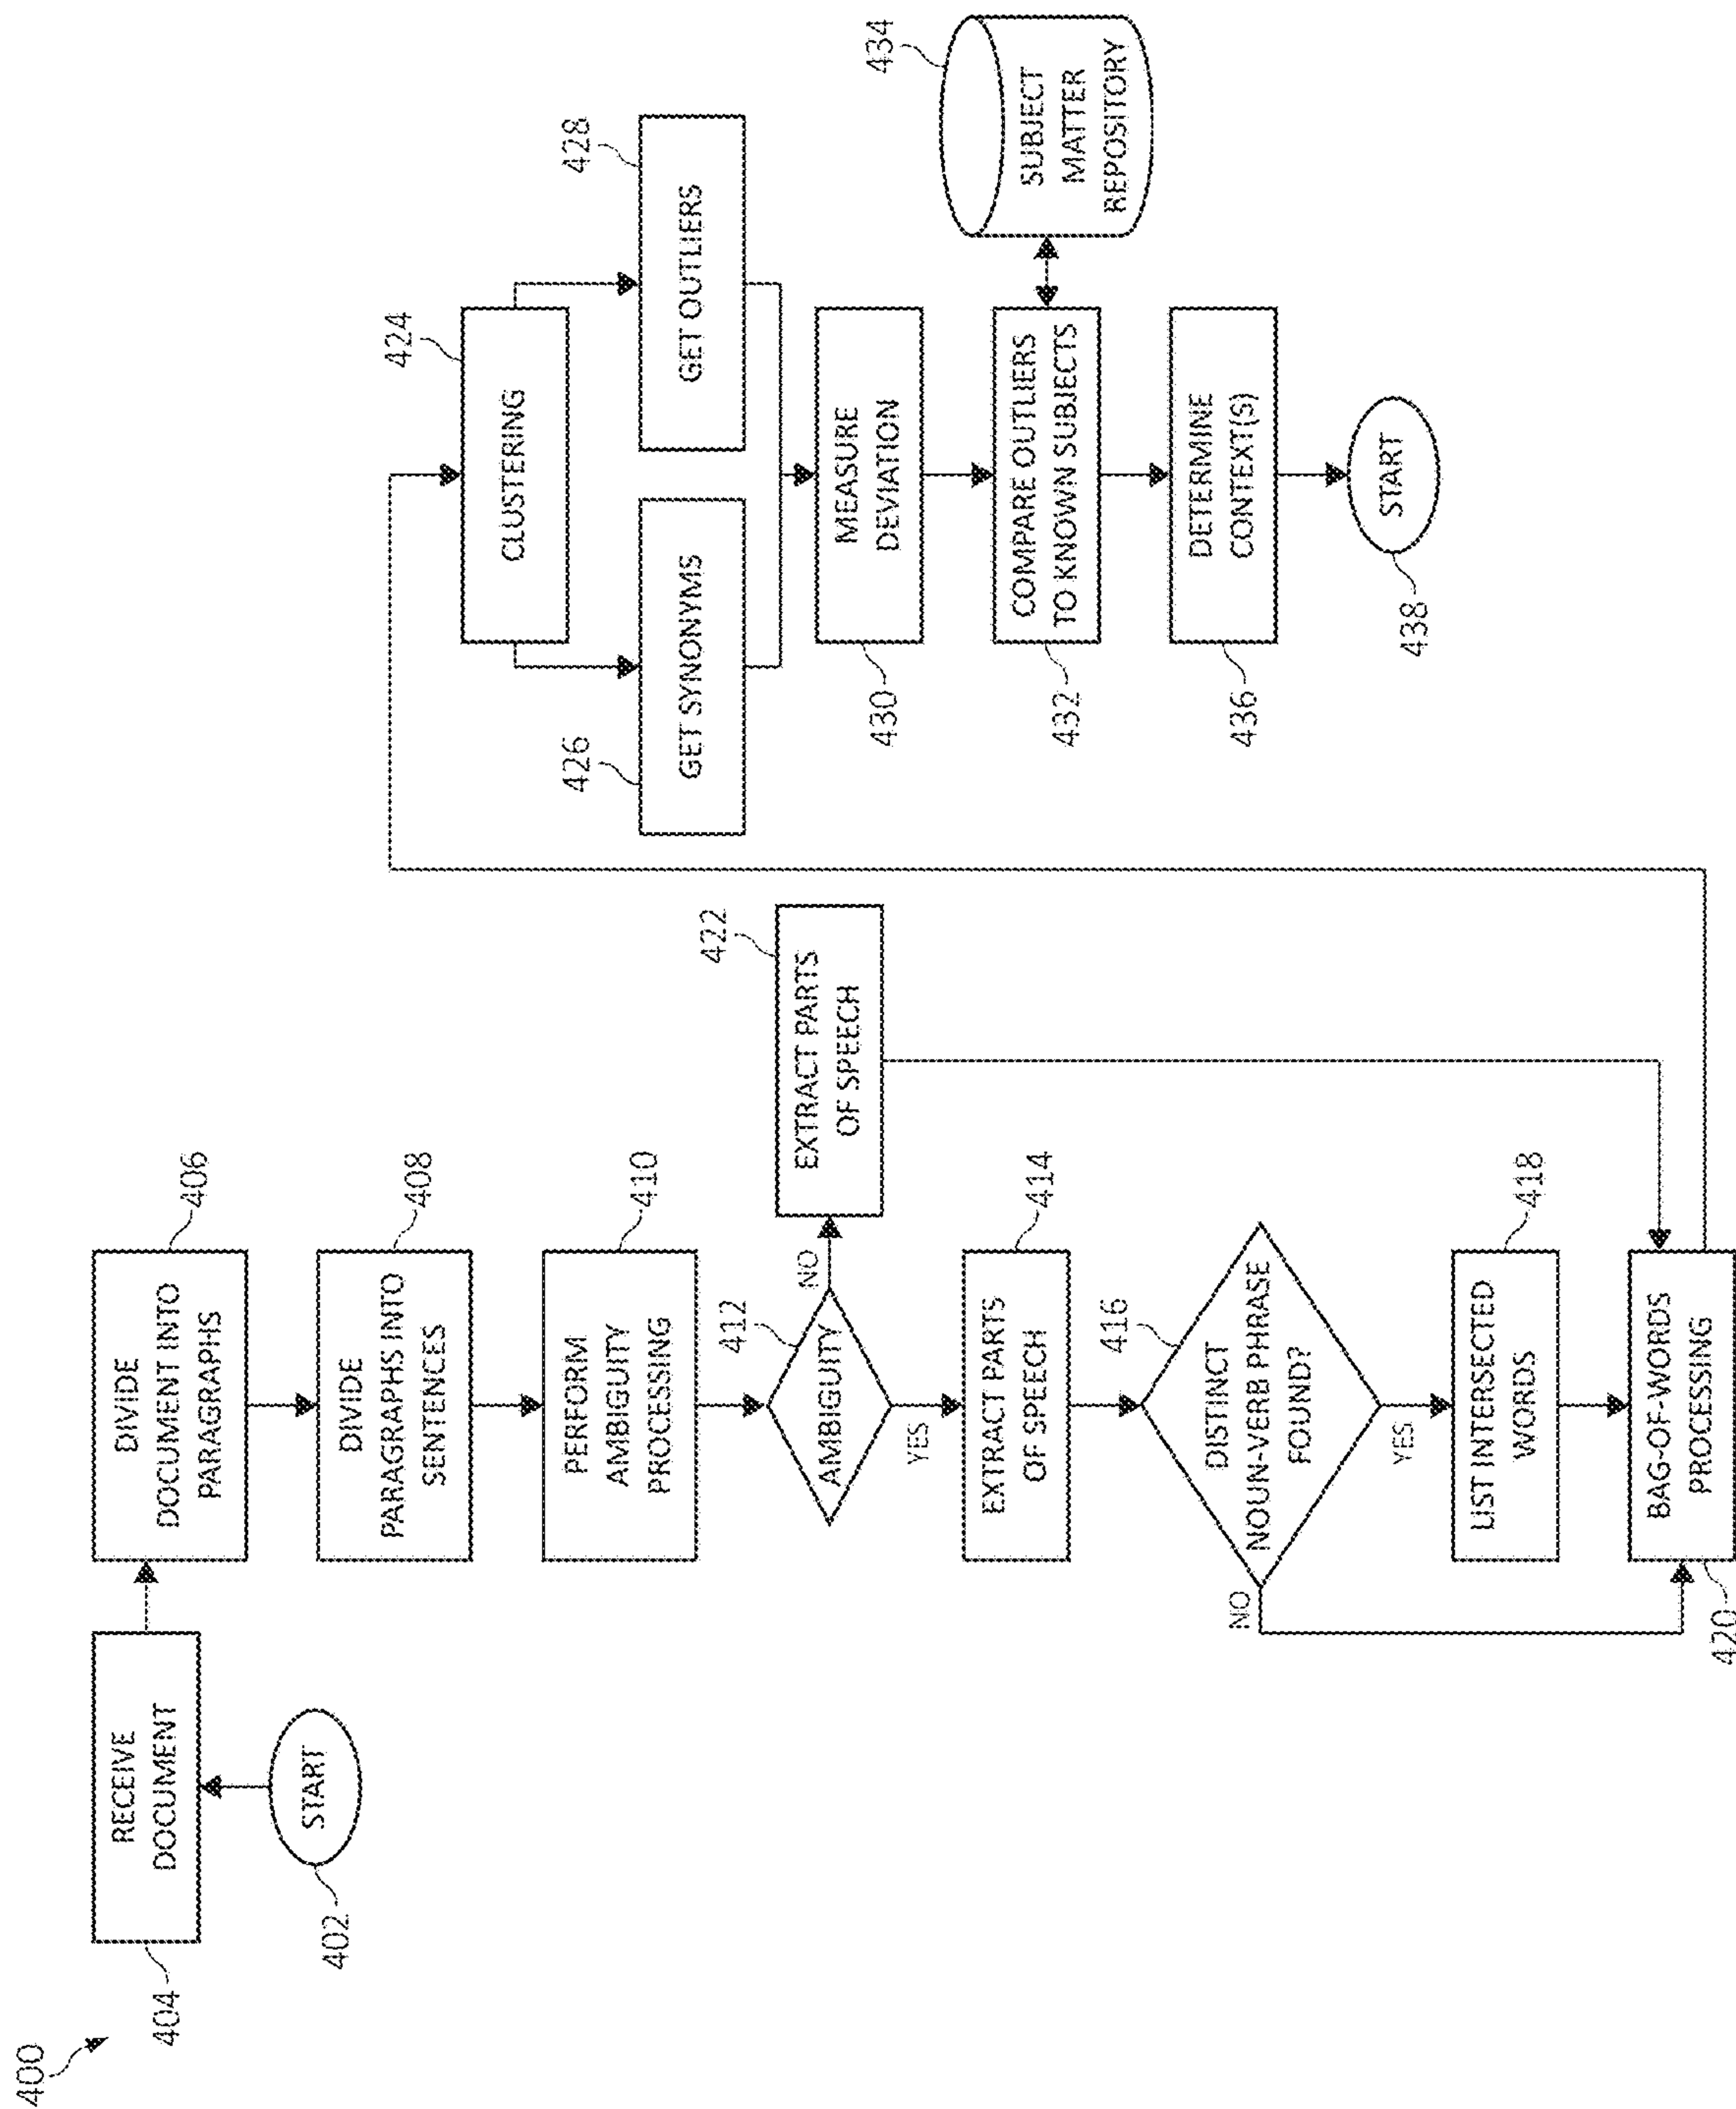 400
404
RECEIVE
DOCUMENT
402
START
DIVIDE
DOCUMENT INTO
PARAGRAPHS
406
DIVIDE
PARAGRAPHS INTO
SENTENCES
408
PERFORM
AMBIGUITY
PROCESSING
410
AMBIGUITY
412
NO
YES
EXTRACT PARTS
OF SPEECH
422
EXTRACT PARTS
OF SPEECH
414
DISTINCT
NOUN-VERB PHRASE
FOUND?
416
NO
YES
LIST INTERSECTED
WORDS
418
BAG-OF-WORDS
PROCESSING
420
CLUSTERING
424
GET SYNONYMS
426
GET OUTLIERS
428
MEASURE
DEVIATION
430
COMPARE OUTLIERS
TO KNOWN SUBJECTS
432
SUBJECT
MATTER
REPOSITORY
434
DETERMINE
CONTEXT(S)
436
START
438